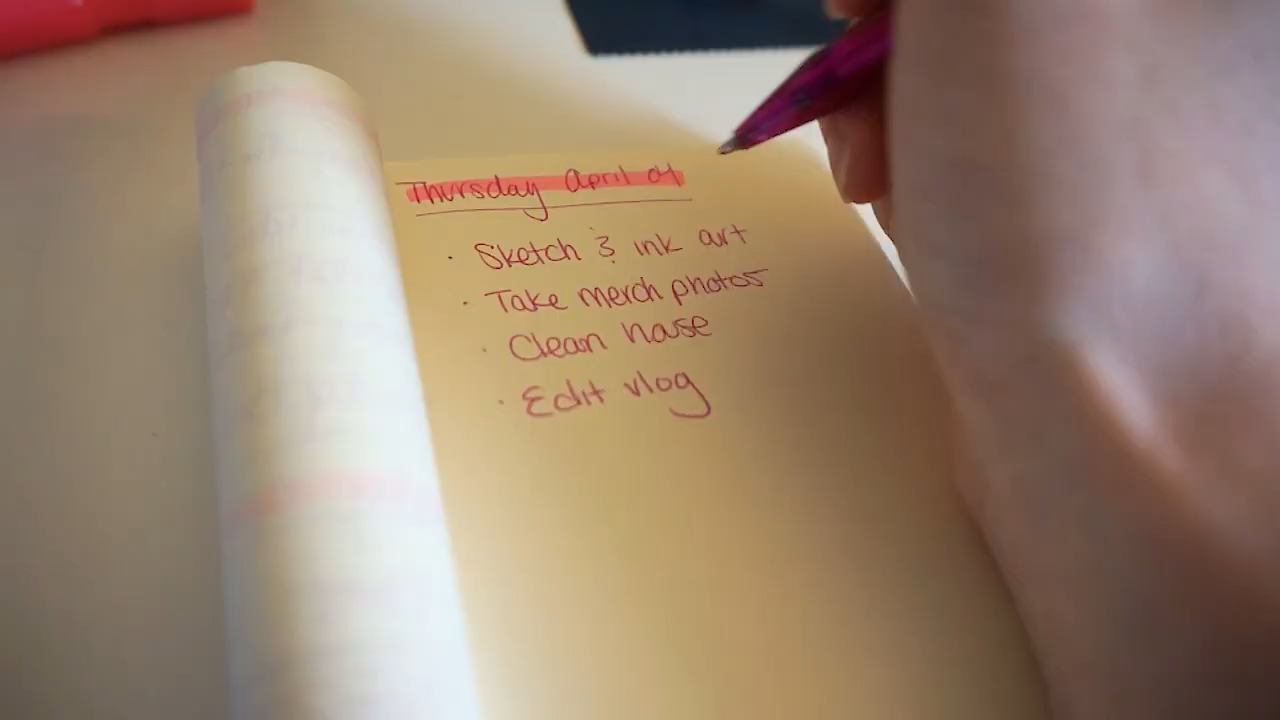 Thursday April 04
· Sketch & ink art
· Take merch photos
· Clean house
· Edit vlog